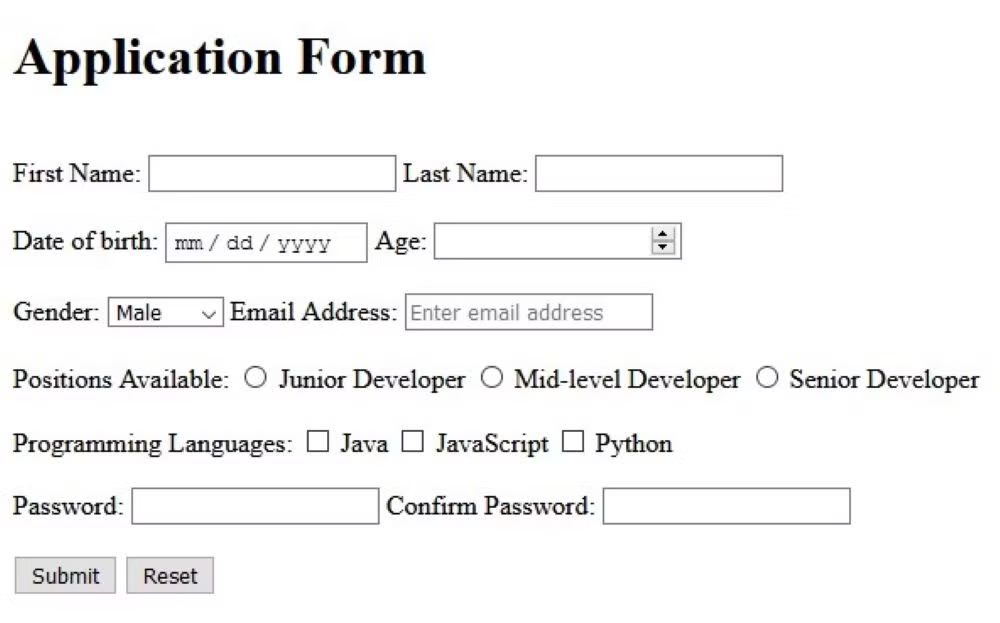 Application Form
First Name: Last Name:
Date of birth: mm / dd / yyyy Age:
Gender: Male Email Address: Enter email address
Positions Available: Junior Developer Mid-level Developer Senior Developer
Programming Languages: Java JavaScript Python
Password: Confirm Password:
Submit Reset